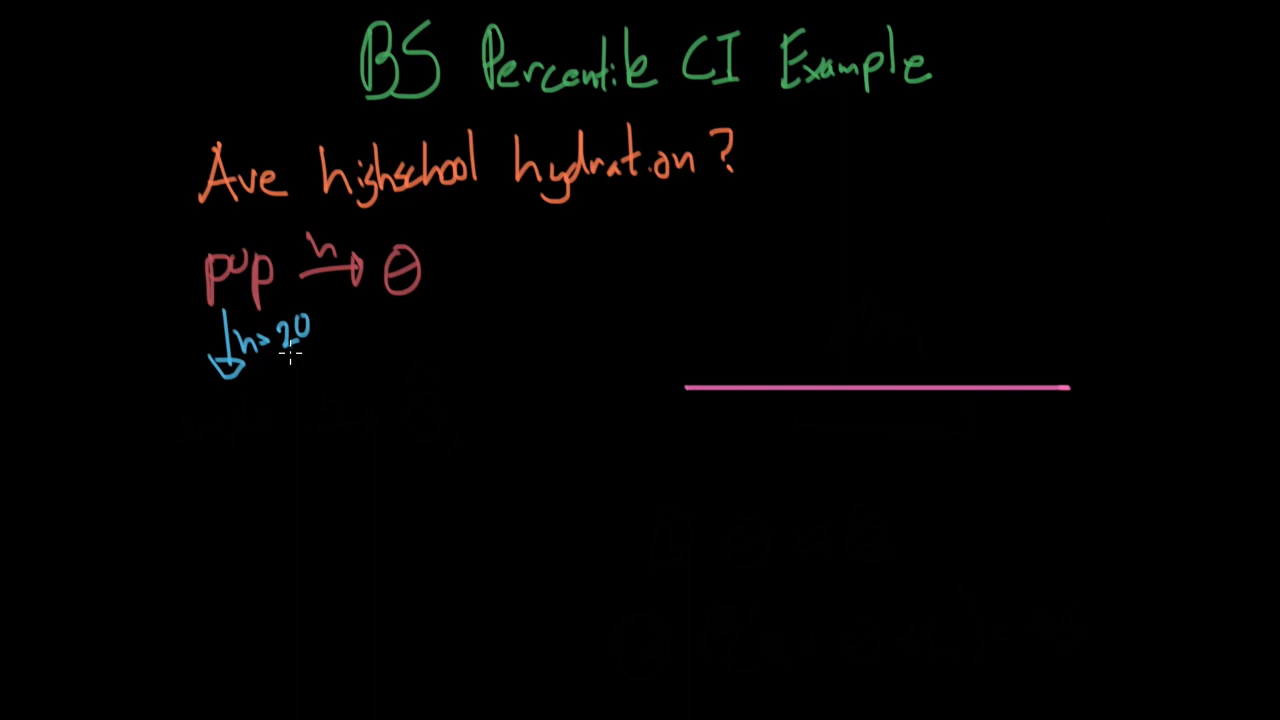 BS Percentile CI Example
Ave highschool hydration?
pop h θ
n=20